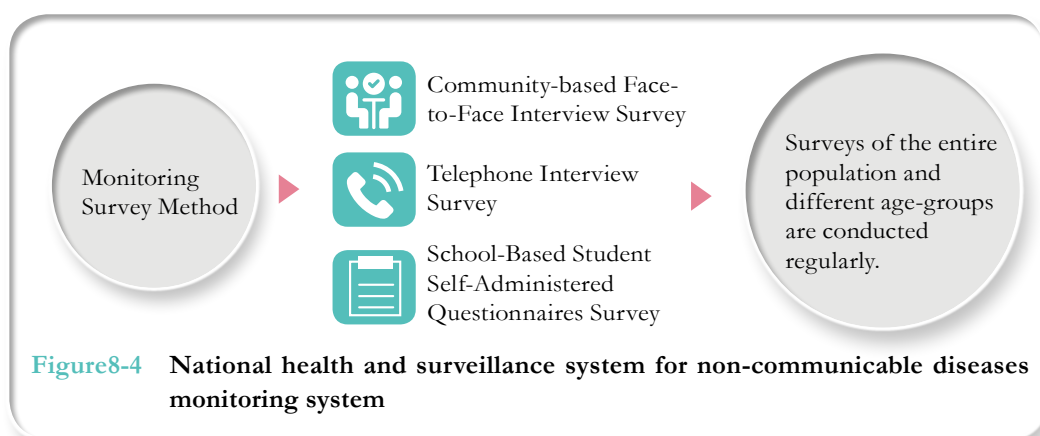 Monitoring
Survey Method
Community-based Face-
to-Face Interview Survey
Telephone Interview
Survey
School-Based Student
Self-Administered
Questionnaires Survey
Surveys of the entire
population and
different age-groups
are conducted
regularly.
Figure8-4 National health and surveillance system for non-communicable diseases
monitoring system